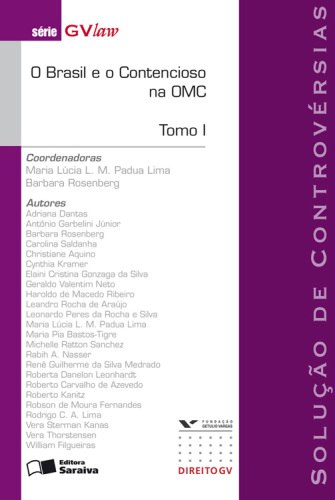 série GVlaw
O Brasil e o Contencioso
na OMC
Tomo I
Coordenadoras
Maria Lúcia L. M. Padua Lima
Barbara Rosenberg
Autores
Adriana Dantas
Antônio Garbelini Júnior
Barbara Rosenberg
Carolina Saldanha
Christiane Aquino
Cynthia Kramer
Elaini Cristina Gonzaga da Silva
Geraldo Valentim Neto
Haroldo de Macedo Ribeiro
Leandro Rocha de Araújo
Leonardo Peres da Rocha e Silva
Maria Lúcia L. M. Padua Lima
Maria Pia Bastos-Tigre
Michelle Ratton Sanchez
Rabih A. Nasser
René Guilherme da Silva Medrado
Roberta Danelon Leonhardt
Roberto Carvalho de Azevedo
Roberto Kanitz
Robson de Moura Fernandes
Rodrigo C. A. Lima
Vera Sterman Kanas
Vera Thorstensen
William Filgueiras
Editora
Saraiva
FUNDAÇÃO
GETULIO VARGAS
DIREITO GV
SOLUÇÃO DE CONTROVÉRSIAS